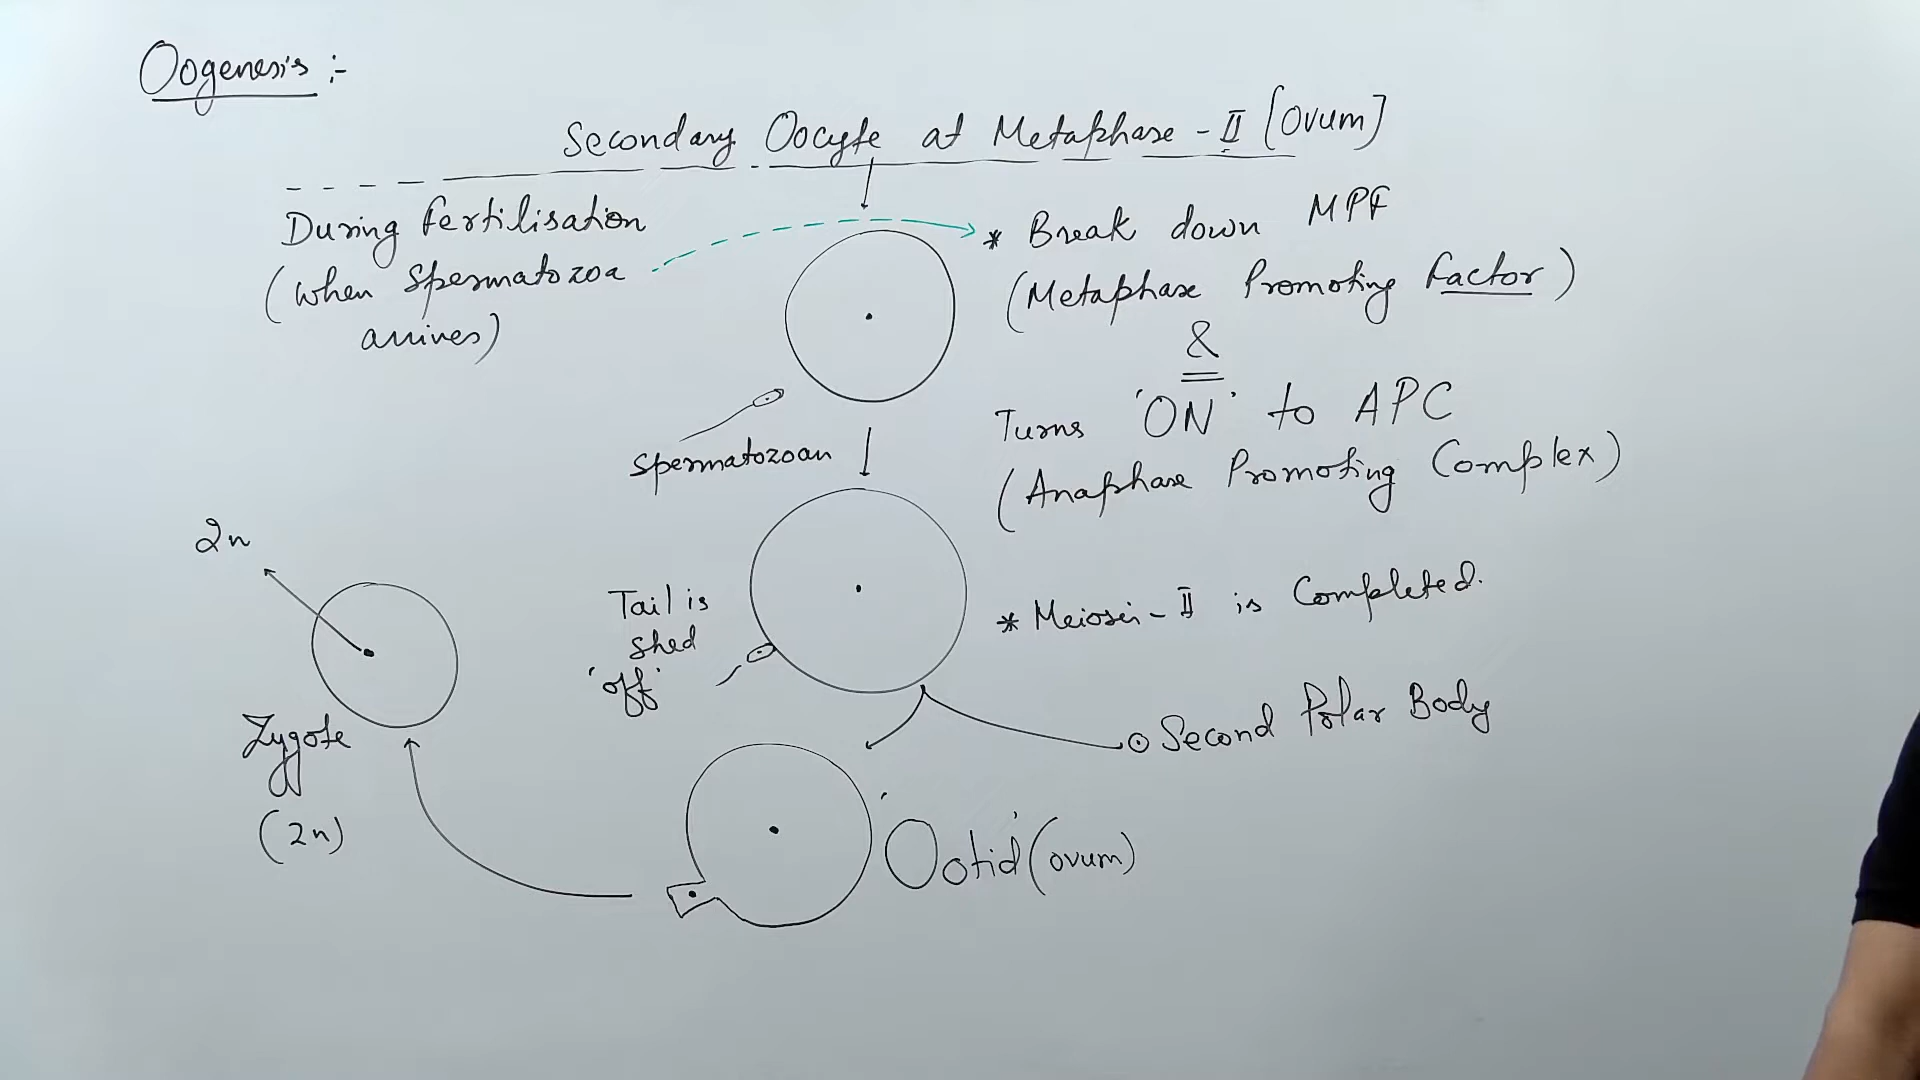 Oogenesis :-
Secondary Oocyte at Metaphase - II [Ovum]
During fertilisation
(when Spermatozoa
arrives)
* Break down MPF
(Metaphase Promoting Factor)
&
Turns 'ON' to APC
(Anaphase Promoting Complex)
Spermatozoan
2n
Tail is
shed
'off'
* Meiosis - II is Completed.
Zygote
(2n)
Second Polar Body
'Ootid' (ovum)